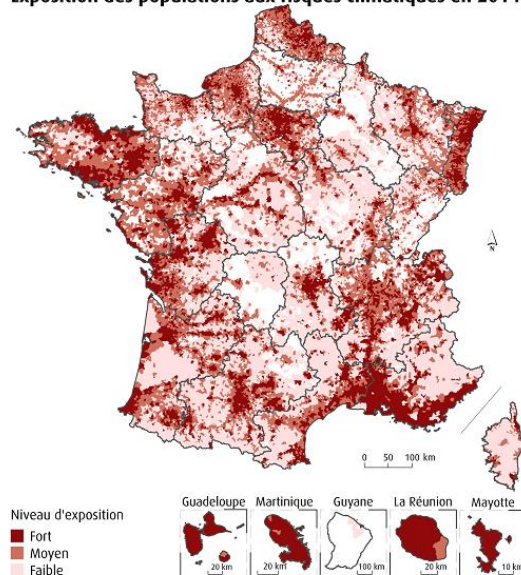 Exposition des populations aux risques climatiques en 2014
N
0 50 100 km
Niveau d'exposition
Fort
Moyen
Faible
Guadeloupe
20 km
Martinique
20 km
Guyane
100 km
La Réunion
20 km
Mayotte
10 km